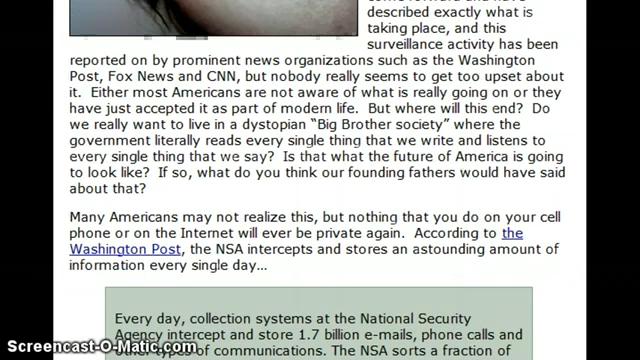 come forward and have
described exactly what is
taking place, and this
surveillance activity has been
reported on by prominent news organizations such as the Washington
Post, Fox News and CNN, but nobody really seems to get too upset about
it.  Either most Americans are not aware of what is really going on or they
have just accepted it as part of modern life.  But where will this end?  Do
we really want to live in a dystopian “Big Brother society” where the
government literally reads every single thing that we write and listens to
every single thing that we say?  Is that what the future of America is going
to look like?  If so, what do you think our founding fathers would have said
about that?
Many Americans may not realize this, but nothing that you do on your cell
phone or on the Internet will ever be private again.  According to the
Washington Post, the NSA intercepts and stores an astounding amount of
information every single day…
Every day, collection systems at the National Security
Agency intercept and store 1.7 billion e-mails, phone calls and
other types of communications. The NSA sorts a fraction of
Screencast-O-Matic.com